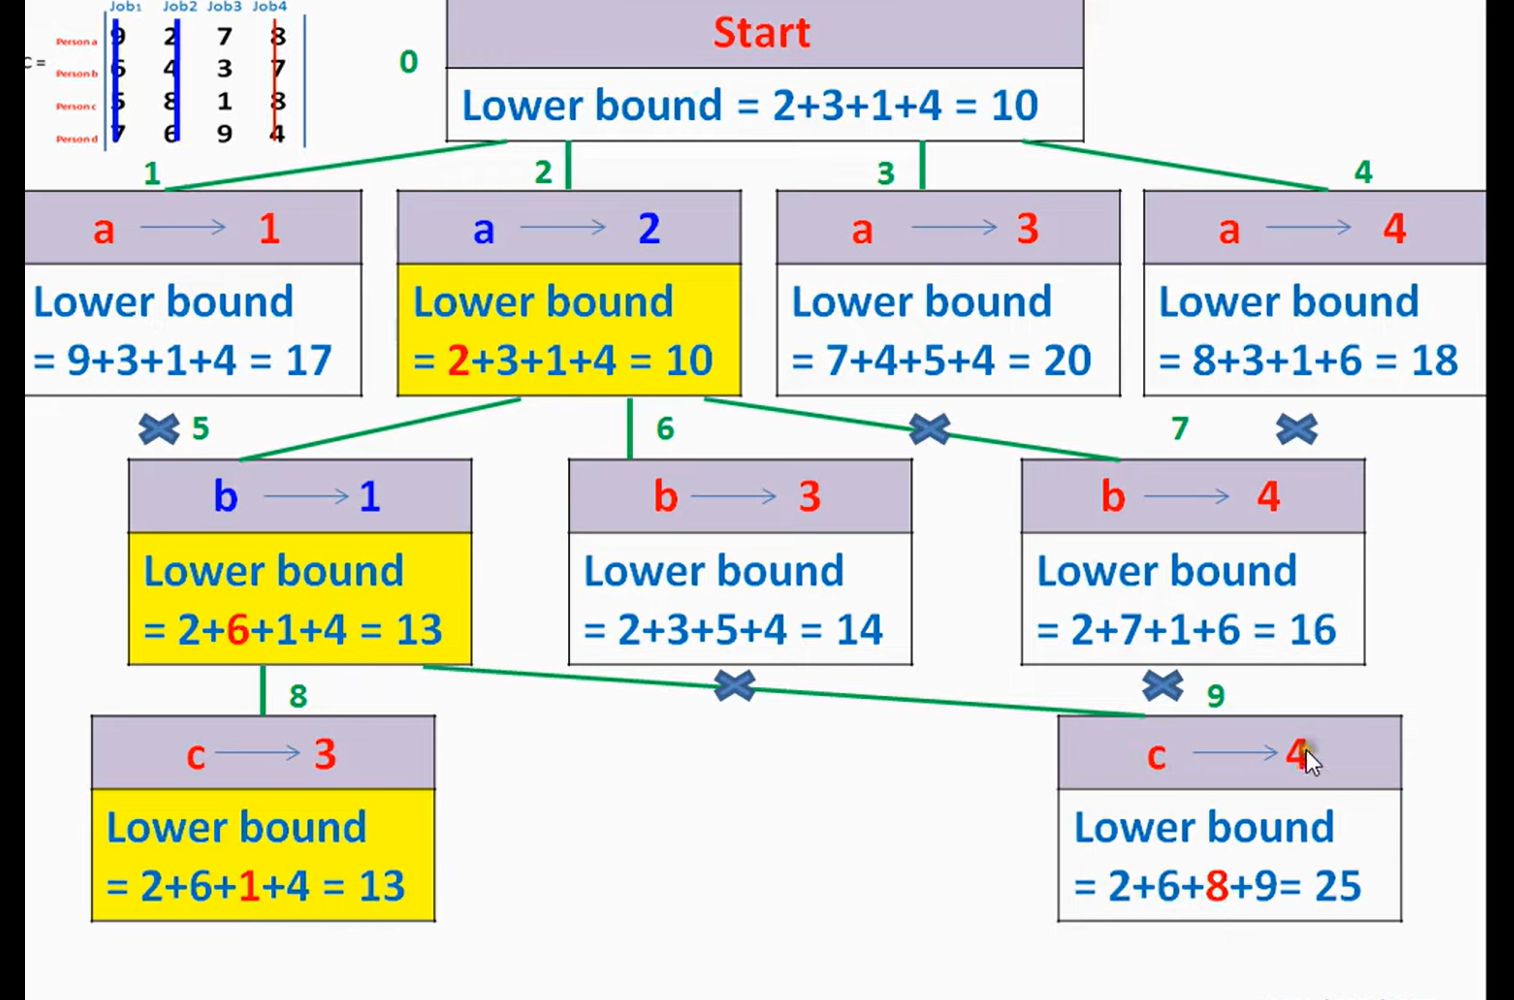 Job1 Job2 Job3 Job4
Person a 9 2 7 8
C = Person b 6 4 3 7
Person c 5 8 1 8
Person d 7 6 9 4
0
Start
Lower bound = 2+3+1+4 = 10
1 2 3 4
a 1
Lower bound
= 9+3+1+4 = 17
a 2
Lower bound
= 2+3+1+4 = 10
a 3
Lower bound
= 7+4+5+4 = 20
a 4
Lower bound
= 8+3+1+6 = 18
5 6 7
b 1
Lower bound
= 2+6+1+4 = 13
b 3
Lower bound
= 2+3+5+4 = 14
b 4
Lower bound
= 2+7+1+6 = 16
8 9
c 3
Lower bound
= 2+6+1+4 = 13
c 4
Lower bound
= 2+6+8+9= 25